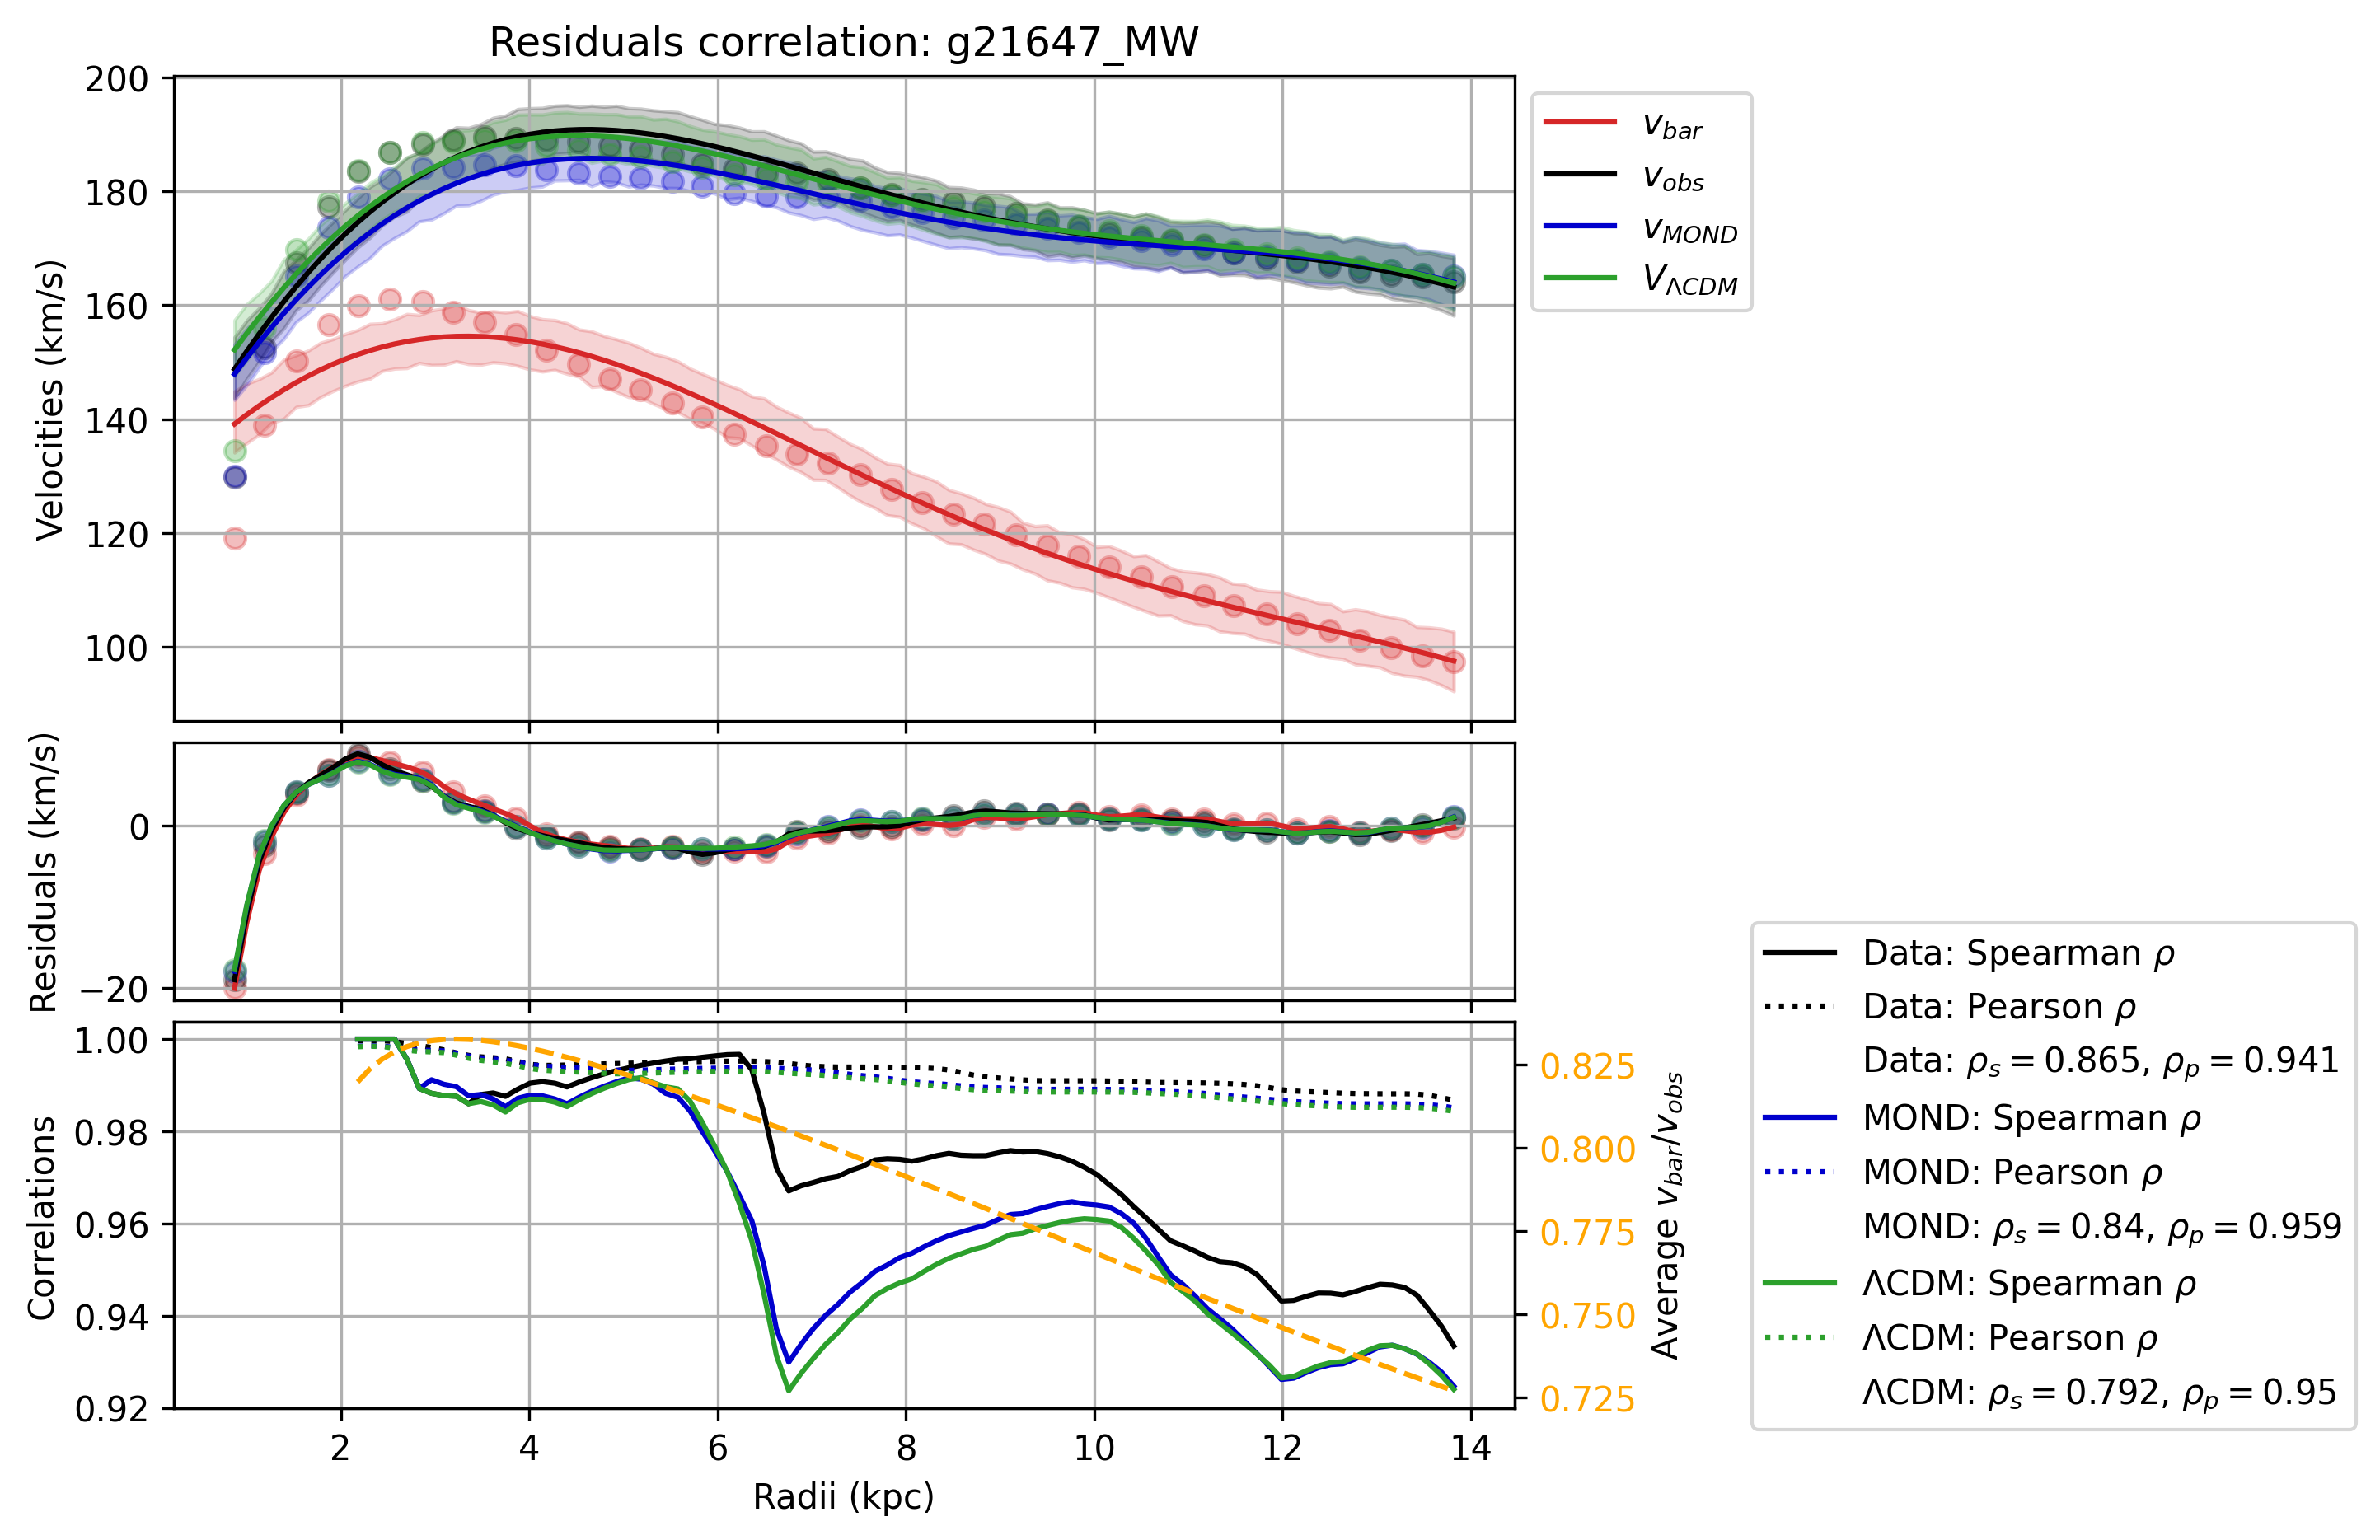 Residuals correlation: g21647_MW
200
180
160
140
120
100
Velocities (km/s)
v_bar
v_obs
v_MOND
V_ΛCDM
0
−20
Residuals (km/s)
1.00
0.98
0.96
0.94
0.92
Correlations
0.825
0.800
0.775
0.750
0.725
Average v_bar/v_obs
2 4 6 8 10 12 14
Radii (kpc)
Data: Spearman ρ
Data: Pearson ρ
Data: ρ_s = 0.865, ρ_p = 0.941
MOND: Spearman ρ
MOND: Pearson ρ
MOND: ρ_s = 0.84, ρ_p = 0.959
ΛCDM: Spearman ρ
ΛCDM: Pearson ρ
ΛCDM: ρ_s = 0.792, ρ_p = 0.95